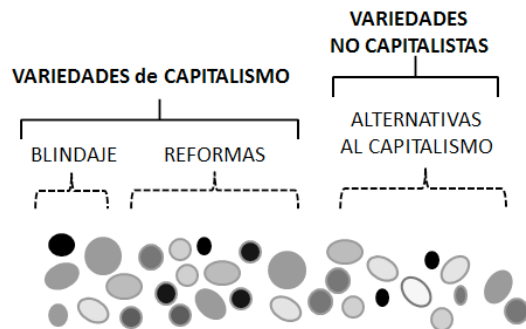 VARIEDADES
NO CAPITALISTAS
VARIEDADES de CAPITALISMO
ALTERNATIVAS
AL CAPITALISMO
BLINDAJE
REFORMAS